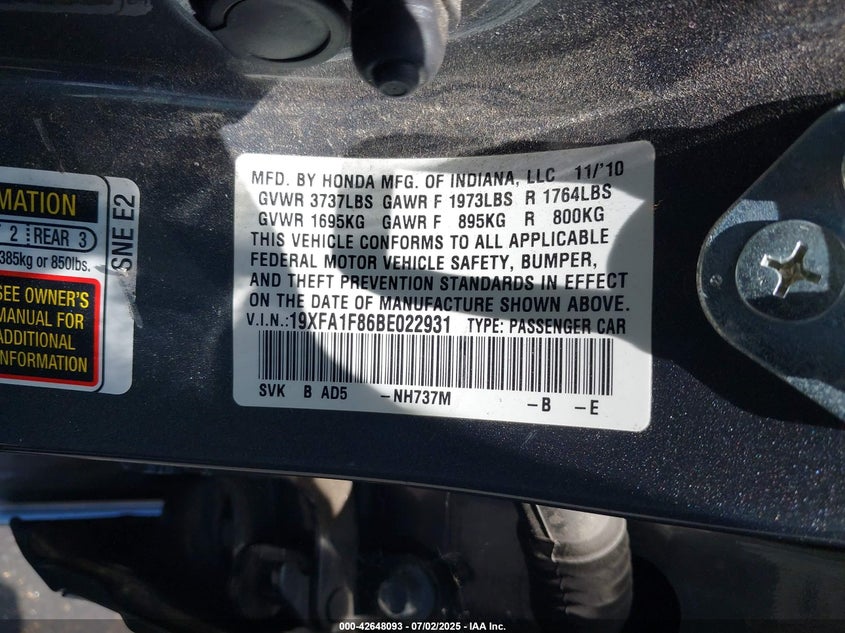 MATION
2 REAR 3
385kg or 850lbs.
SEE OWNER'S
MANUAL FOR
ADDITIONAL
INFORMATION
SNE E2
MFD. BY HONDA MFG. OF INDIANA, LLC 11/'10
GVWR 3737LBS GAWR F 1973LBS R 1764LBS
GVWR 1695KG GAWR F 895KG R 800KG
THIS VEHICLE CONFORMS TO ALL APPLICABLE
FEDERAL MOTOR VEHICLE SAFETY, BUMPER,
AND THEFT PREVENTION STANDARDS IN EFFECT
ON THE DATE OF MANUFACTURE SHOWN ABOVE.
V.I.N.:19XFA1F86BE022931 TYPE: PASSENGER CAR
SVK B AD5 -NH737M -B -E
000-42648093 - 07/02/2025 - IAA Inc.